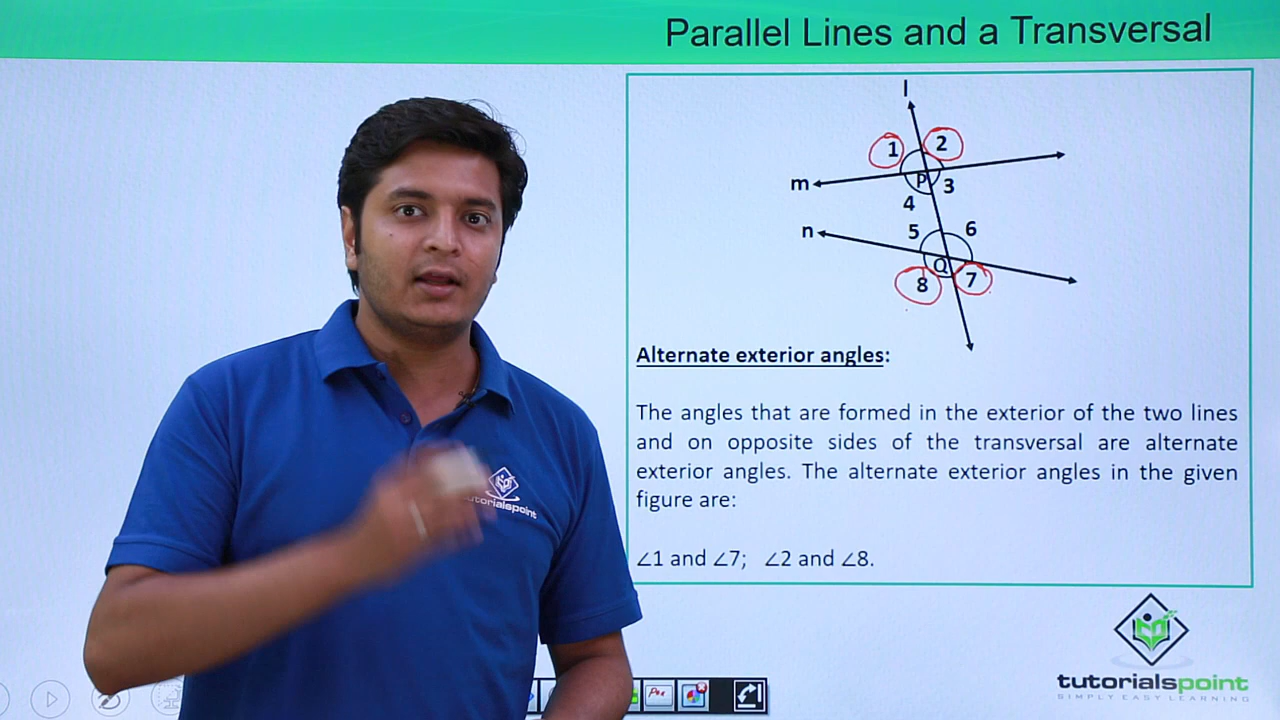 Parallel Lines and a Transversal
l
1 2
m P 3
4
n 5 6
Q
8 7
Alternate exterior angles:
The angles that are formed in the exterior of the two lines
and on opposite sides of the transversal are alternate
exterior angles. The alternate exterior angles in the given
figure are:
∠1 and ∠7; ∠2 and ∠8.
tutorialspoint
Pen
tutorialspoint
SIMPLY EASY LEARNING